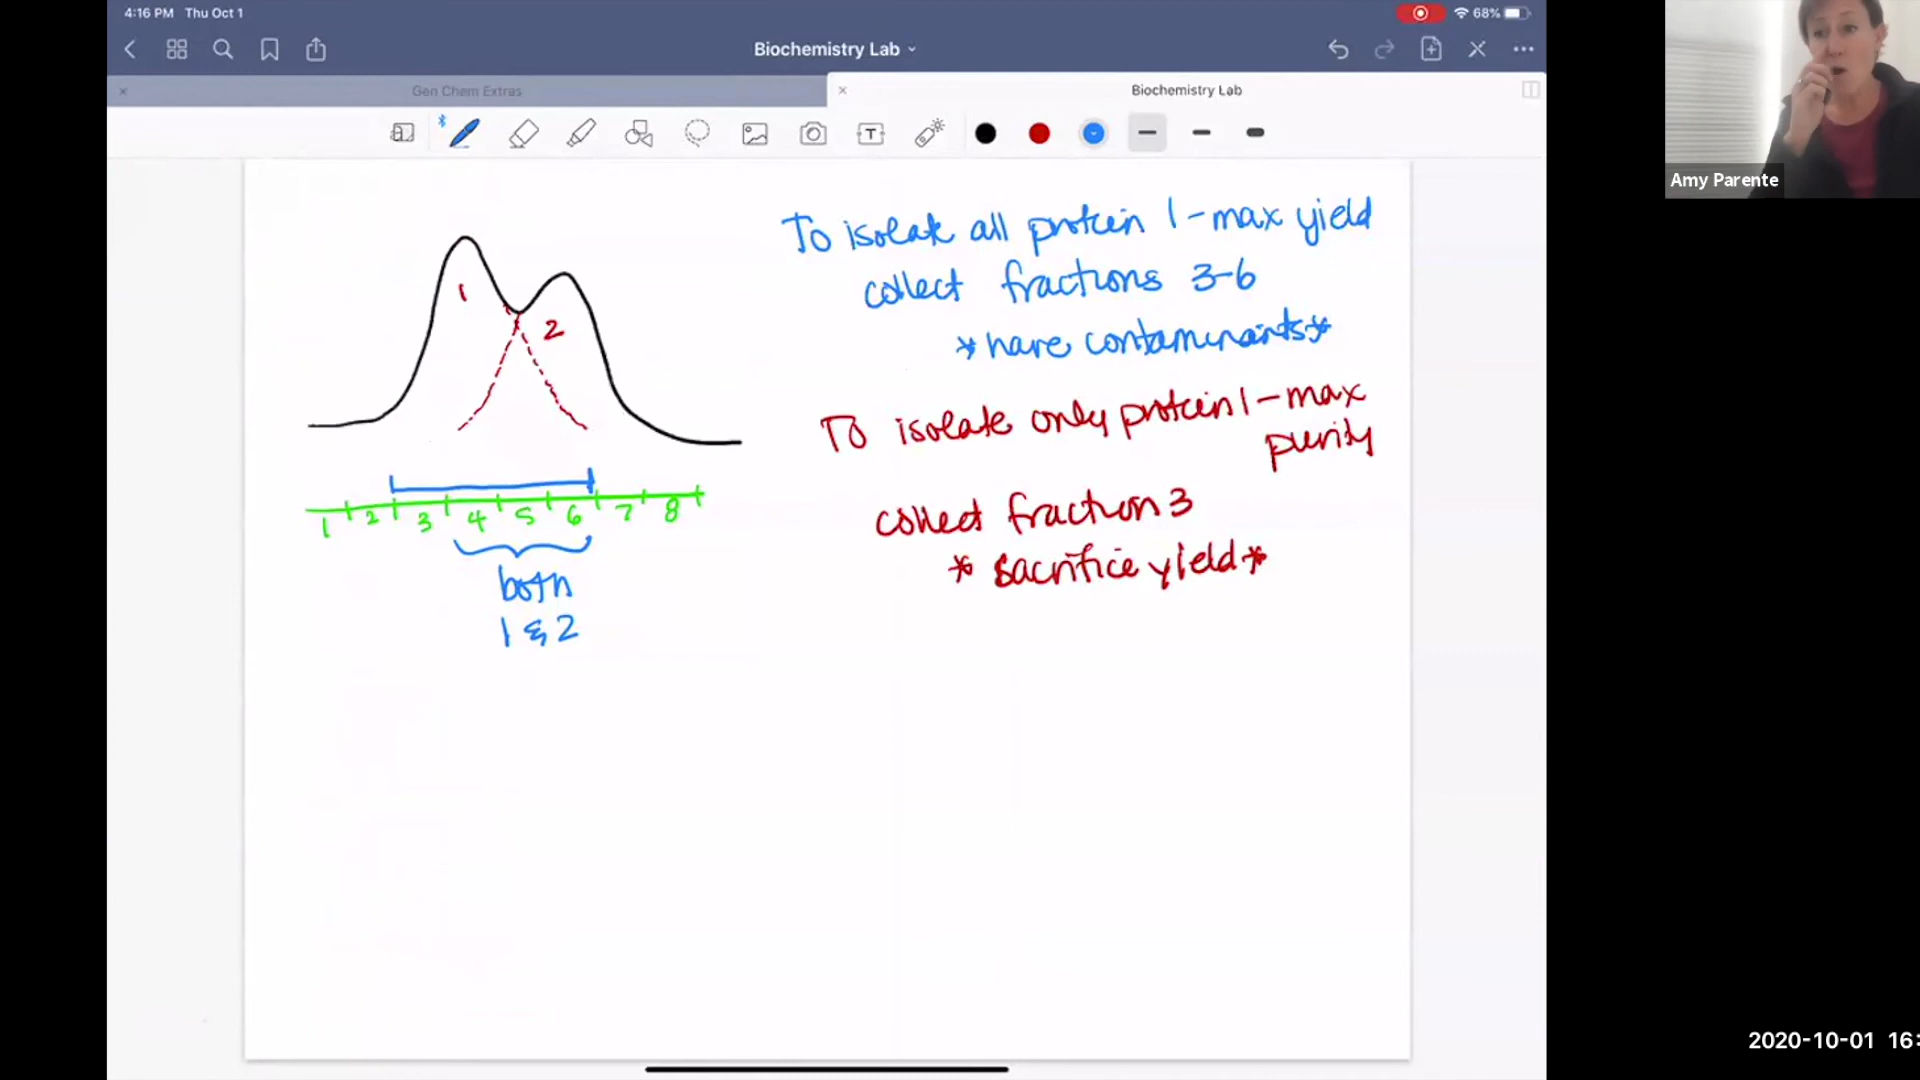 4:16 PM Thu Oct 1
68%
Biochemistry Lab
Gen Chem Extras
Biochemistry Lab
T
Amy Parente
1
2
1 2 3 4 5 6 7 8
both
1 & 2
To isolate all protein 1 - max yield
collect fractions 3-6
*have contaminants*
To isolate only protein 1 - max
purity
collect fraction 3
* sacrifice yield *
2020-10-01 16: